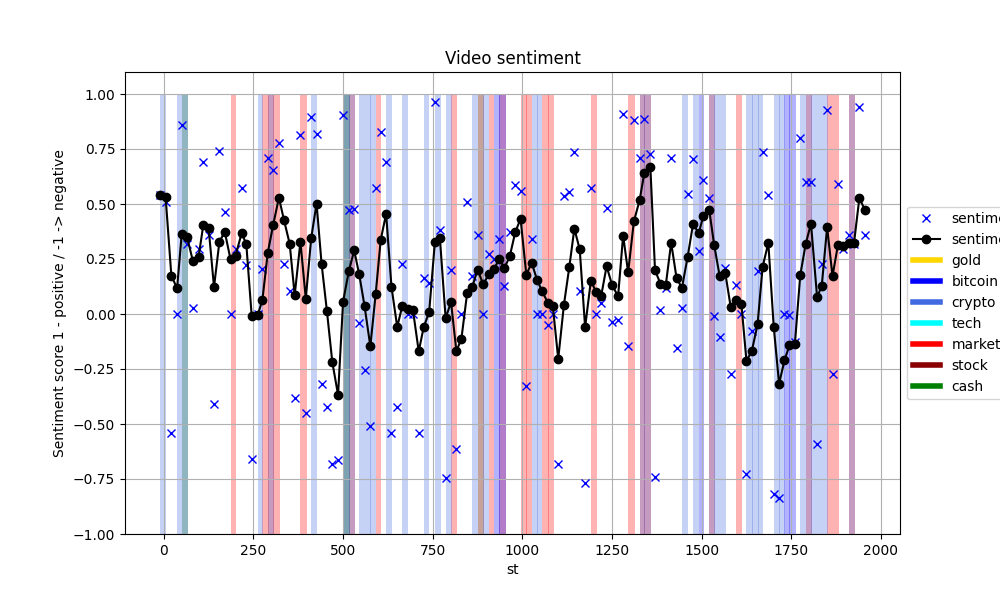 Video sentiment
Sentiment score 1 - positive / -1 -> negative
1.00
0.75
0.50
0.25
0.00
−0.25
−0.50
−0.75
−1.00
0
250
500
750
1000
1250
1500
1750
2000
st
sentime
sentime
gold
bitcoin
crypto
tech
market
stock
cash